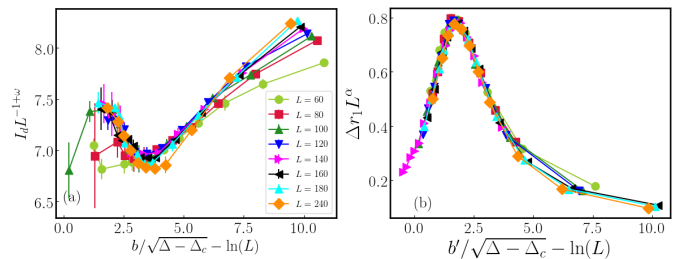 8.0
7.5
7.0
6.5
I_d L^{-1+ω}
0.0 2.5 5.0 7.5 10.0
b/√Δ − Δ_c − ln(L)
(a)
L = 60
L = 80
L = 100
L = 120
L = 140
L = 160
L = 180
L = 240
0.8
0.6
0.4
0.2
Δr₁L^α
0.0 2.5 5.0 7.5 10.0
b′/√Δ − Δ_c − ln(L)
(b)